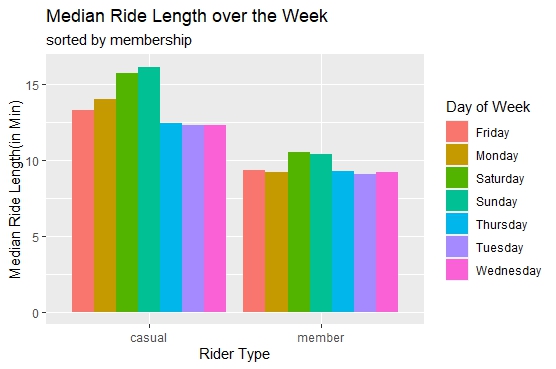 Median Ride Length over the Week
sorted by membership
Median Ride Length(in Min)
15
10
5
0
casual
member
Rider Type
Day of Week
Friday
Monday
Saturday
Sunday
Thursday
Tuesday
Wednesday